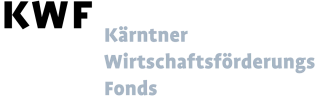 KWF
Kärntner
Wirtschaftsförderungs
Fonds